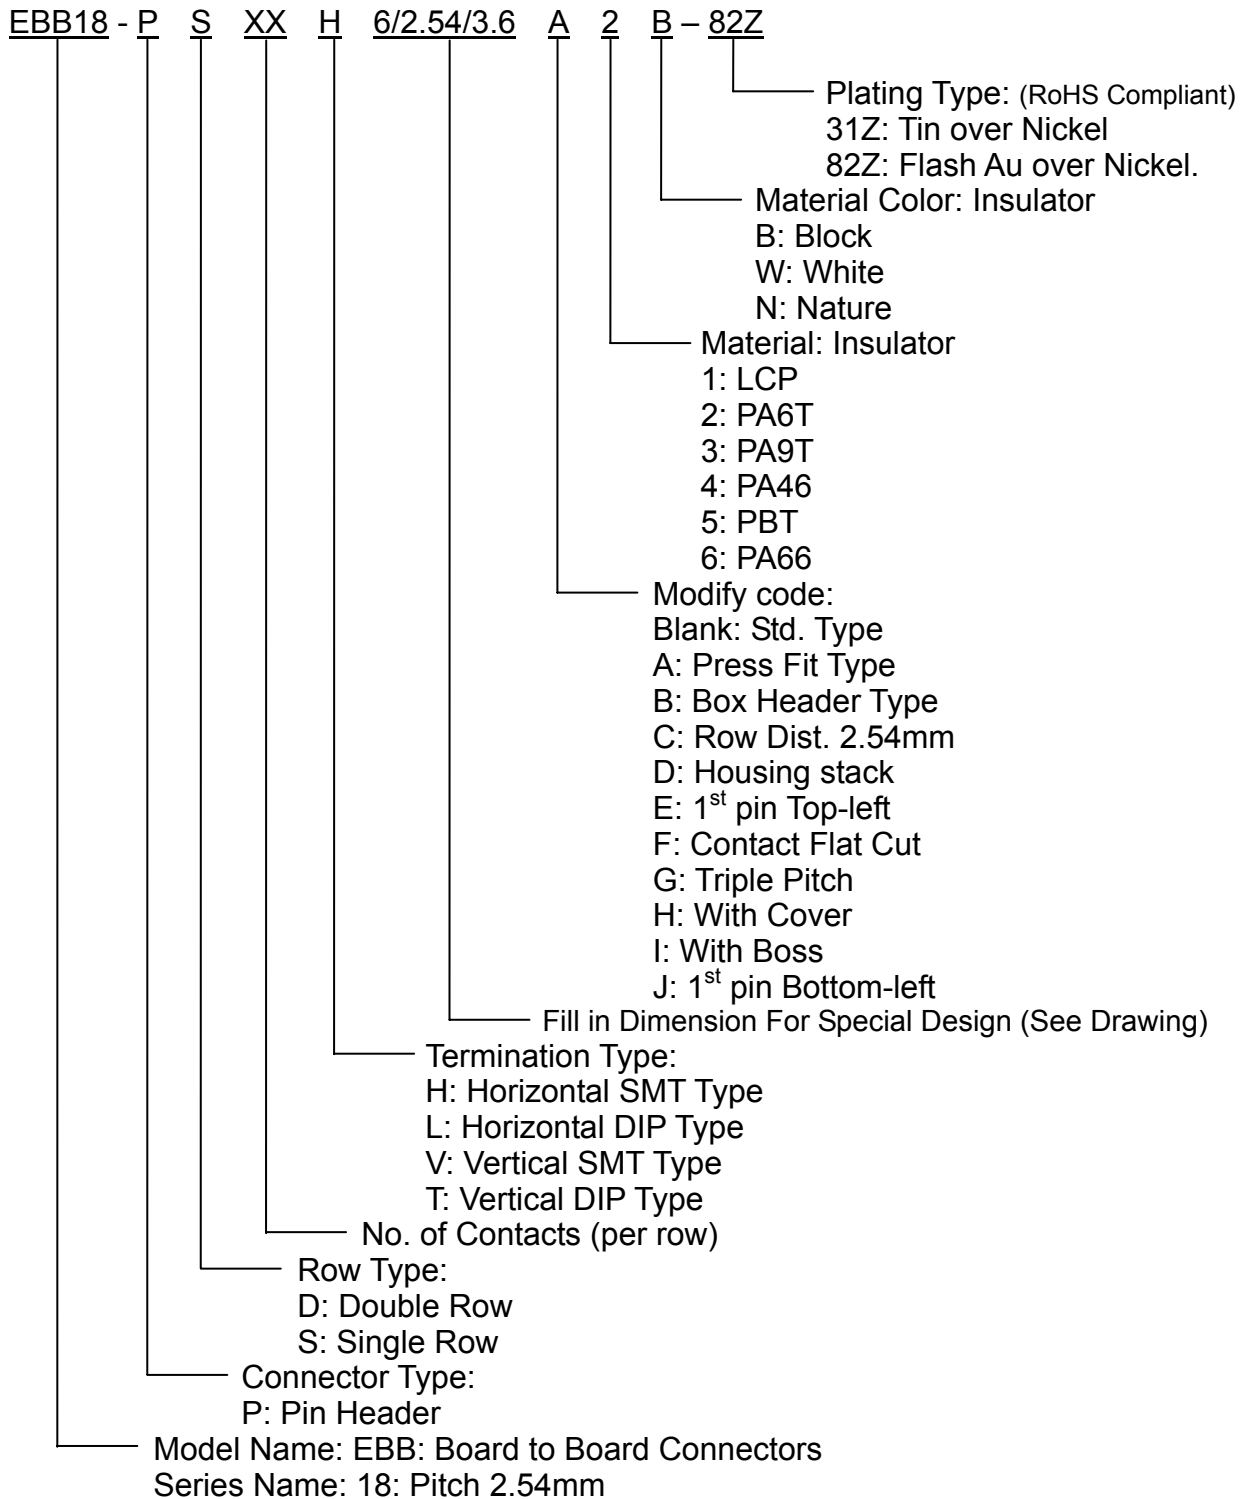 EBB18 - P S XX H 6/2.54/3.6 A 2 B – 82Z
Plating Type: (RoHS Compliant)
31Z: Tin over Nickel
82Z: Flash Au over Nickel.
Material Color: Insulator
B: Block
W: White
N: Nature
Material: Insulator
1: LCP
2: PA6T
3: PA9T
4: PA46
5: PBT
6: PA66
Modify code:
Blank: Std. Type
A: Press Fit Type
B: Box Header Type
C: Row Dist. 2.54mm
D: Housing stack
E: 1st pin Top-left
F: Contact Flat Cut
G: Triple Pitch
H: With Cover
I: With Boss
J: 1st pin Bottom-left
Fill in Dimension For Special Design (See Drawing)
Termination Type:
H: Horizontal SMT Type
L: Horizontal DIP Type
V: Vertical SMT Type
T: Vertical DIP Type
No. of Contacts (per row)
Row Type:
D: Double Row
S: Single Row
Connector Type:
P: Pin Header
Model Name: EBB: Board to Board Connectors
Series Name: 18: Pitch 2.54mm